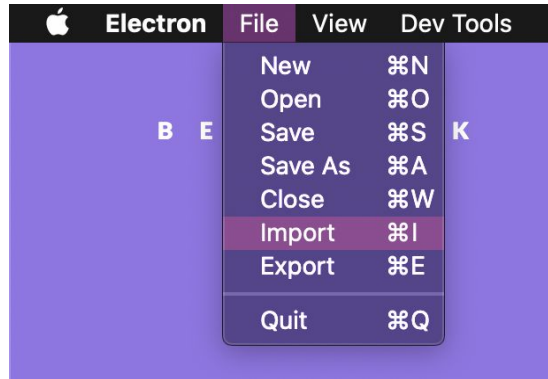 Electron File View Dev Tools
New ⌘N
Open ⌘O
B E Save ⌘S K
Save As ⌘A
Close ⌘W
Import ⌘I
Export ⌘E
Quit ⌘Q